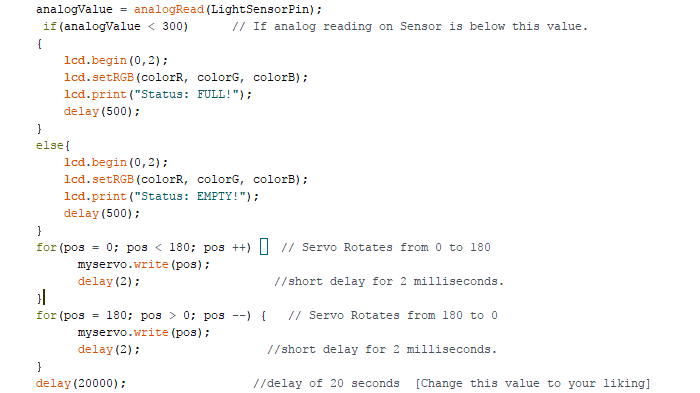 analogValue = analogRead(LightSensorPin);
if(analogValue < 300) // If analog reading on Sensor is below this value.
{
lcd.begin(0,2);
lcd.setRGB(colorR, colorG, colorB);
lcd.print("Status: FULL!");
delay(500);
}
else{
lcd.begin(0,2);
lcd.setRGB(colorR, colorG, colorB);
lcd.print("Status: EMPTY!");
delay(500);
}
for(pos = 0; pos < 180; pos ++) { // Servo Rotates from 0 to 180
myservo.write(pos);
delay(2); //short delay for 2 milliseconds.
}
for(pos = 180; pos > 0; pos --) { // Servo Rotates from 180 to 0
myservo.write(pos);
delay(2); //short delay for 2 milliseconds.
}
delay(20000); //delay of 20 seconds [Change this value to your liking]